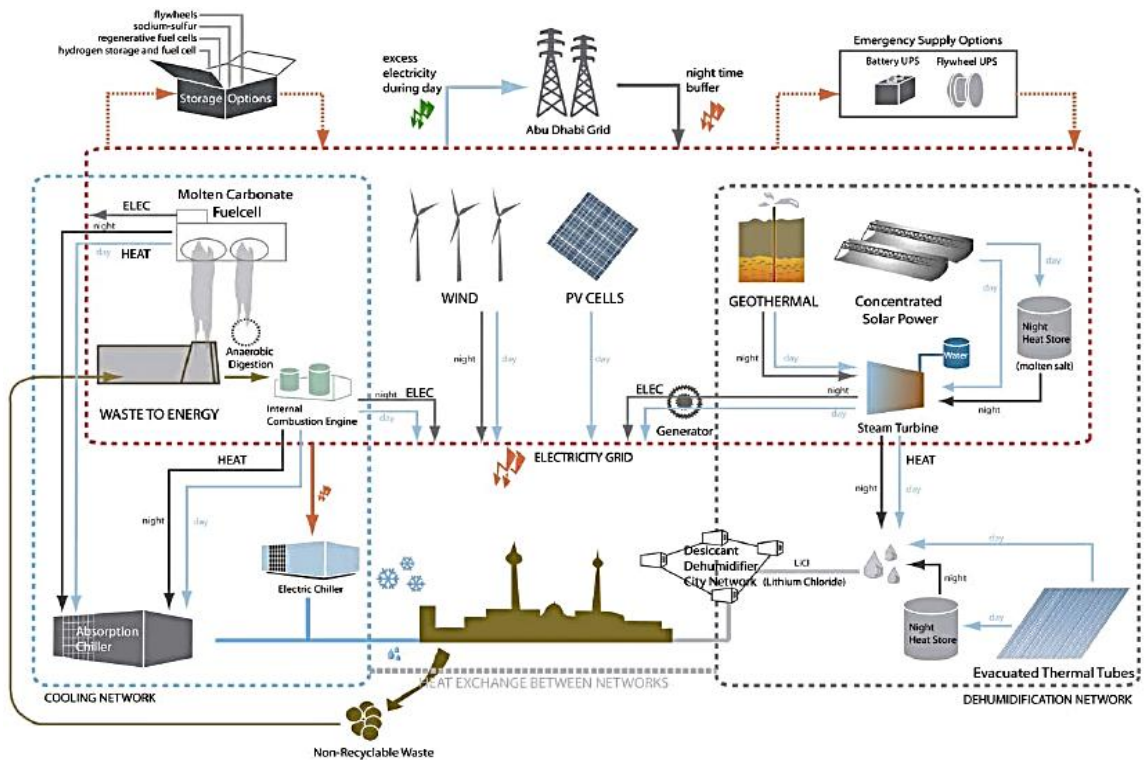 flywheels
sodium-sulfur
regenerative fuel cells
hydrogen storage and fuel cell
Storage Options
excess
electricity
during day
Abu Dhabi Grid
night time
buffer
Emergency Supply Options
Battery UPS
Flywheel UPS
Molten Carbonate
Fuelcell
ELEC
night
day
HEAT
Anaerobic
Digestion
WASTE TO ENERGY
Internal
Combustion Engine
night
ELEC
day
WIND
night
day
PV CELLS
day
GEOTHERMAL
night
day
Concentrated
Solar Power
day
day
Night
Heat Store
(molten salt)
night
Water
Steam Turbine
ELEC
night
day
Generator
ELECTRICITY GRID
HEAT
night
day
HEAT
night
day
Electric Chiller
Absorption
Chiller
COOLING NETWORK
Desiccant
Dehumidifier
City Network
LiCl
(Lithium Chloride)
day
night
Night
Heat Store
day
Evacuated Thermal Tubes
DEHUMIDIFICATION NETWORK
HEAT EXCHANGE BETWEEN NETWORKS
Non-Recyclable Waste